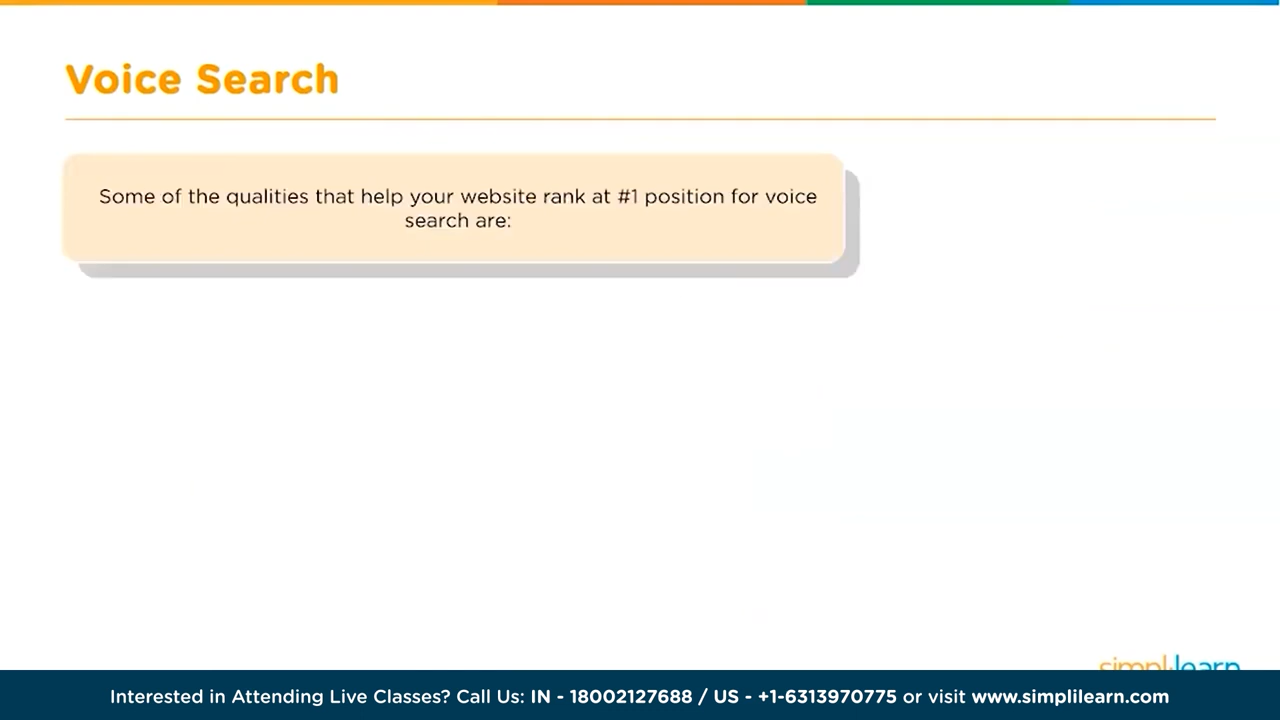 Voice Search
Some of the qualities that help your website rank at #1 position for voice
search are:
simplilearn
Interested in Attending Live Classes? Call Us: IN - 18002127688 / US - +1-6313970775 or visit www.simplilearn.com